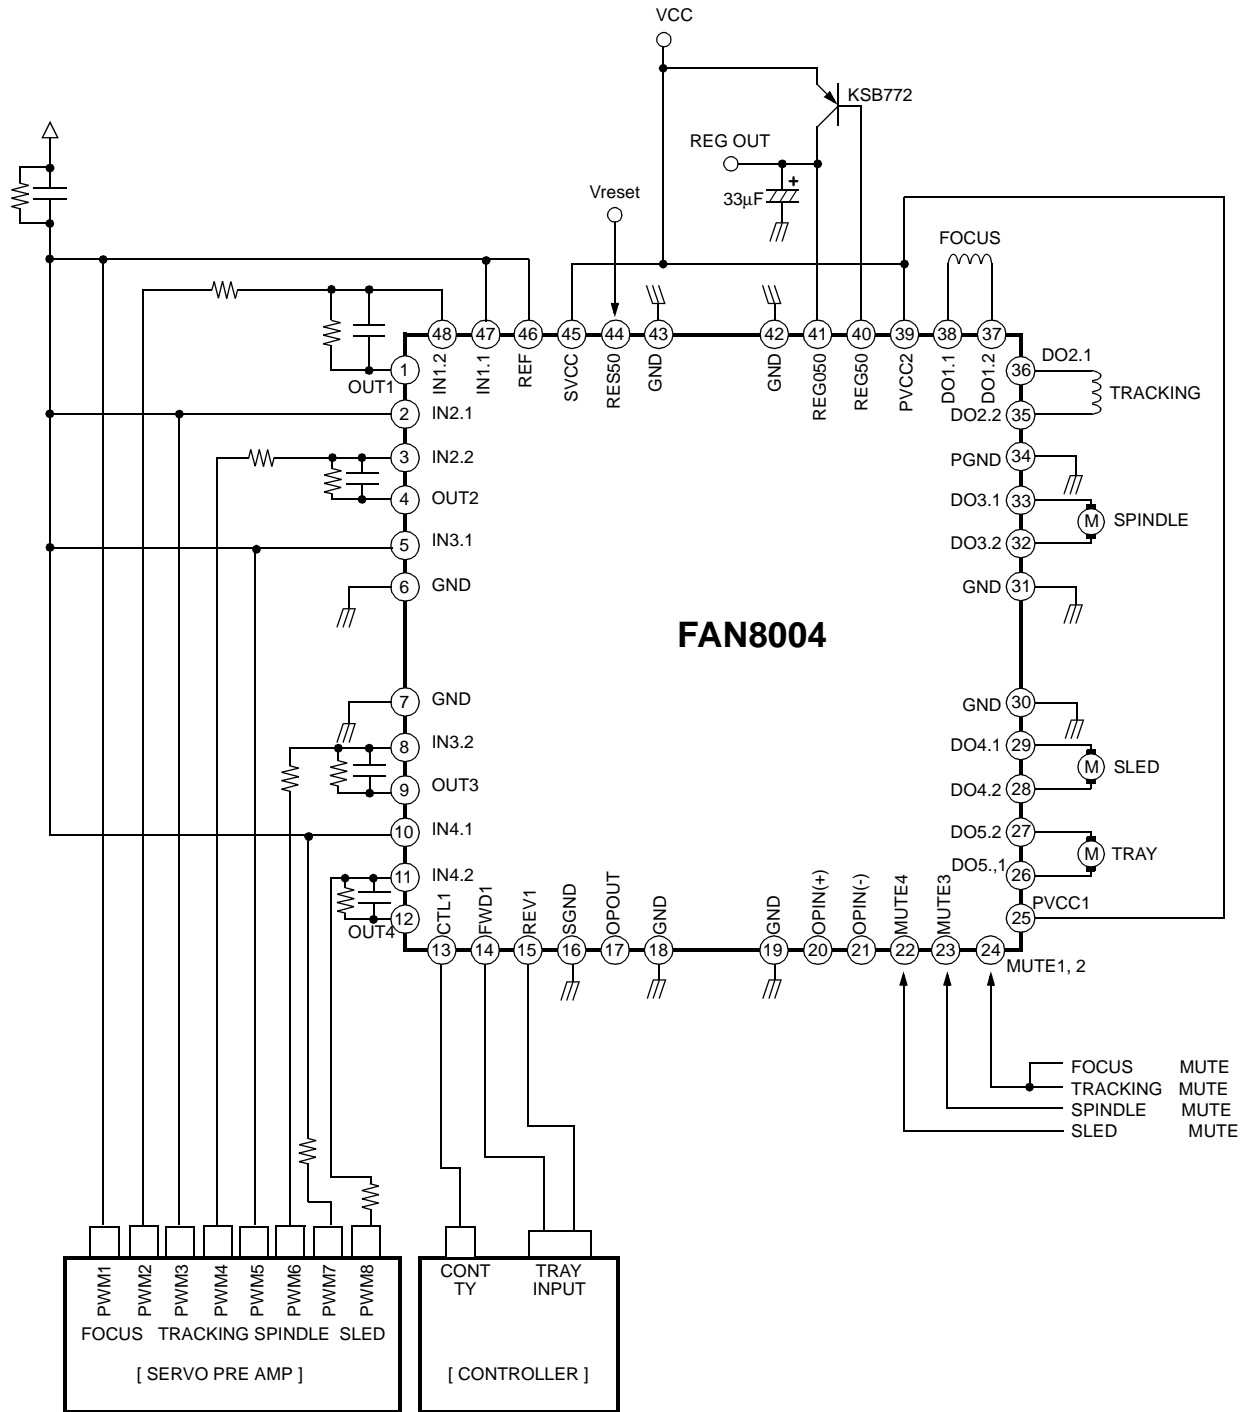 VCC
KSB772
REG OUT
Vreset
33µF
+
FOCUS
48
47
46
45
44
43
42
41
40
39
38
37
IN1.2
IN1.1
REF
SVCC
RES50
GND
GND
REG050
REG50
PVCC2
DO1.1
DO1.2
1
OUT1
2
IN2.1
3
IN2.2
4
OUT2
5
IN3.1
6
GND
7
GND
8
IN3.2
9
OUT3
10
IN4.1
11
IN4.2
12
OUT4
FAN8004
36
DO2.1
TRACKING
DO2.2
35
PGND
34
DO3.1
33
M
SPINDLE
DO3.2
32
GND
31
GND
30
DO4.1
29
M
SLED
DO4.2
28
DO5.2
27
M
TRAY
DO5.,1
26
PVCC1
25
CTL1
FWD1
REV1
SGND
OPOUT
GND
GND
OPIN(+)
OPIN(-)
MUTE4
MUTE3
13
14
15
16
17
18
19
20
21
22
23
24
MUTE1, 2
FOCUS MUTE
TRACKING MUTE
SPINDLE MUTE
SLED MUTE
PWM1
PWM2
PWM3
PWM4
PWM5
PWM6
PWM7
PWM8
FOCUS TRACKING SPINDLE SLED
[ SERVO PRE AMP ]
CONT
TY
TRAY
INPUT
[ CONTROLLER ]